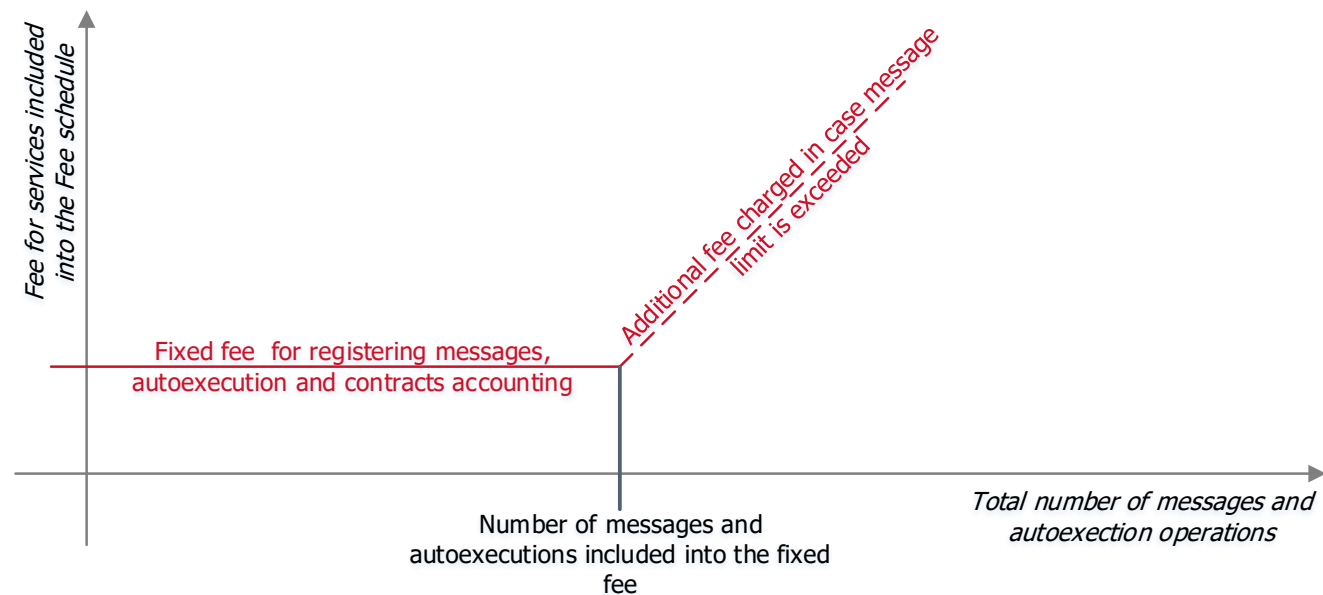 Fee for services included
into the Fee schedule
Additional fee charged in case message
limit is exceeded
Fixed fee  for registering messages,
autoexecution and contracts accounting
Number of messages and
autoexecutions included into the fixed
fee
Total number of messages and
autoexection operations